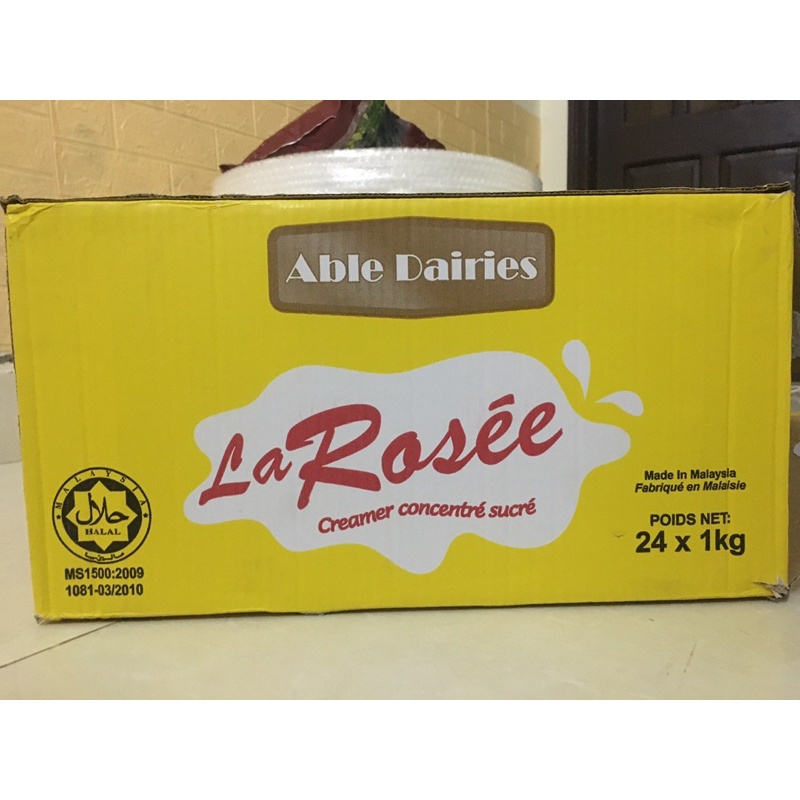 Able Dairies
La Rosée
Creamer concentré sucré
MALAYSIA
حلال
HALAL
ماليزيا
MS1500:2009
1081-03/2010
Made In Malaysia
Fabriqué en Malaisie
POIDS NET:
24 x 1kg